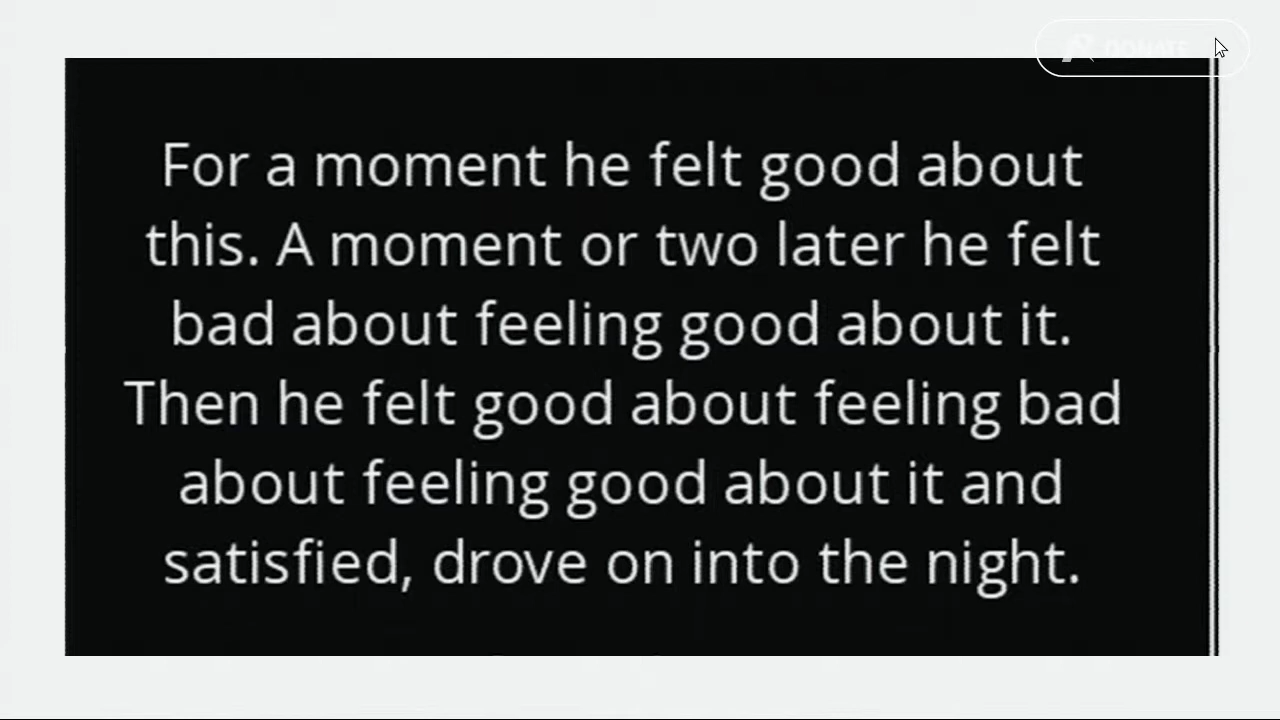 DONATE
For a moment he felt good about
this. A moment or two later he felt
bad about feeling good about it.
Then he felt good about feeling bad
about feeling good about it and
satisfied, drove on into the night.